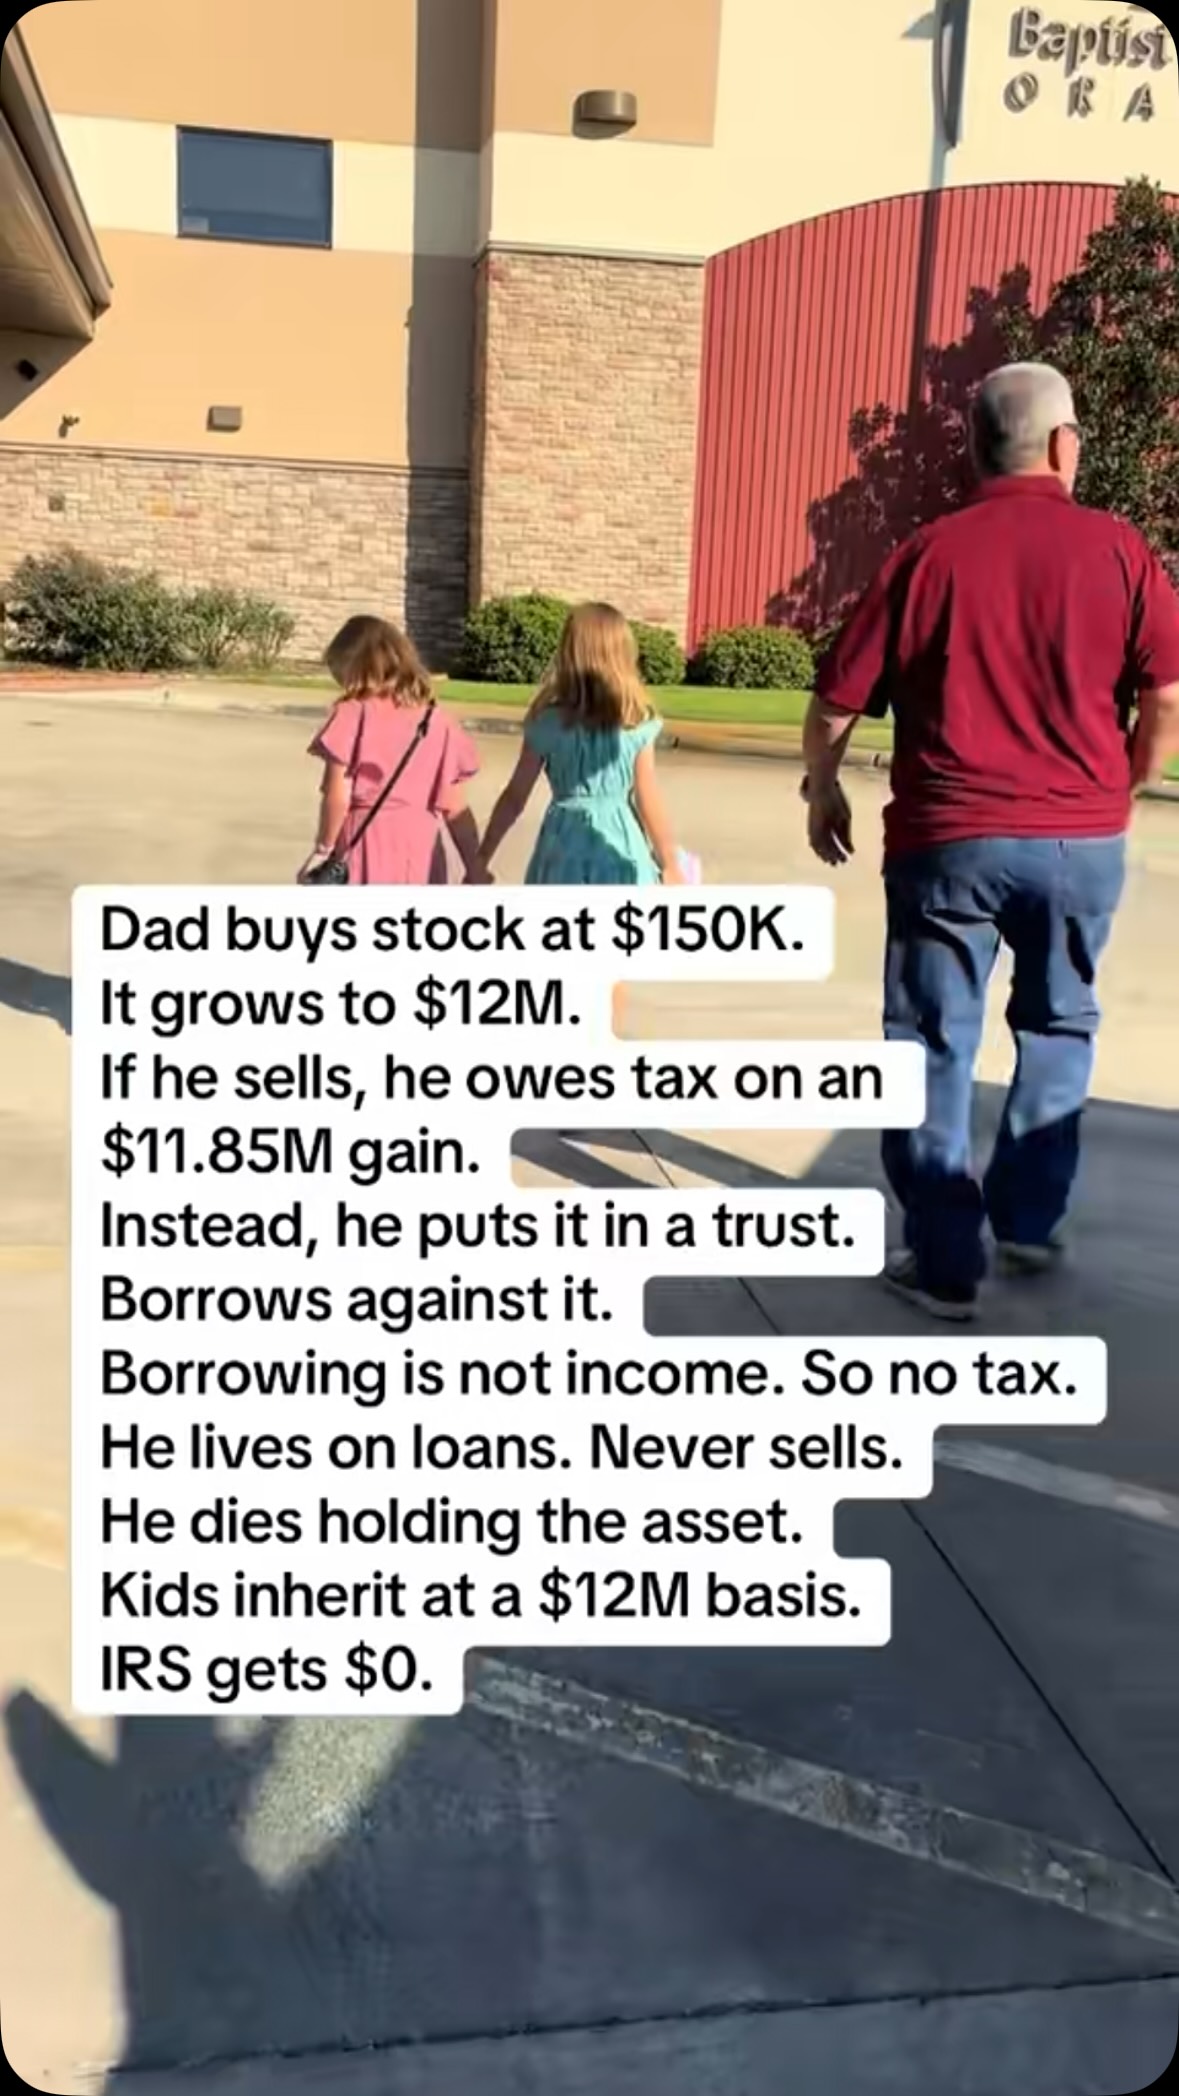 Baptist
O R A
Dad buys stock at $150K.
It grows to $12M.
If he sells, he owes tax on an
$11.85M gain.
Instead, he puts it in a trust.
Borrows against it.
Borrowing is not income. So no tax.
He lives on loans. Never sells.
He dies holding the asset.
Kids inherit at a $12M basis.
IRS gets $0.